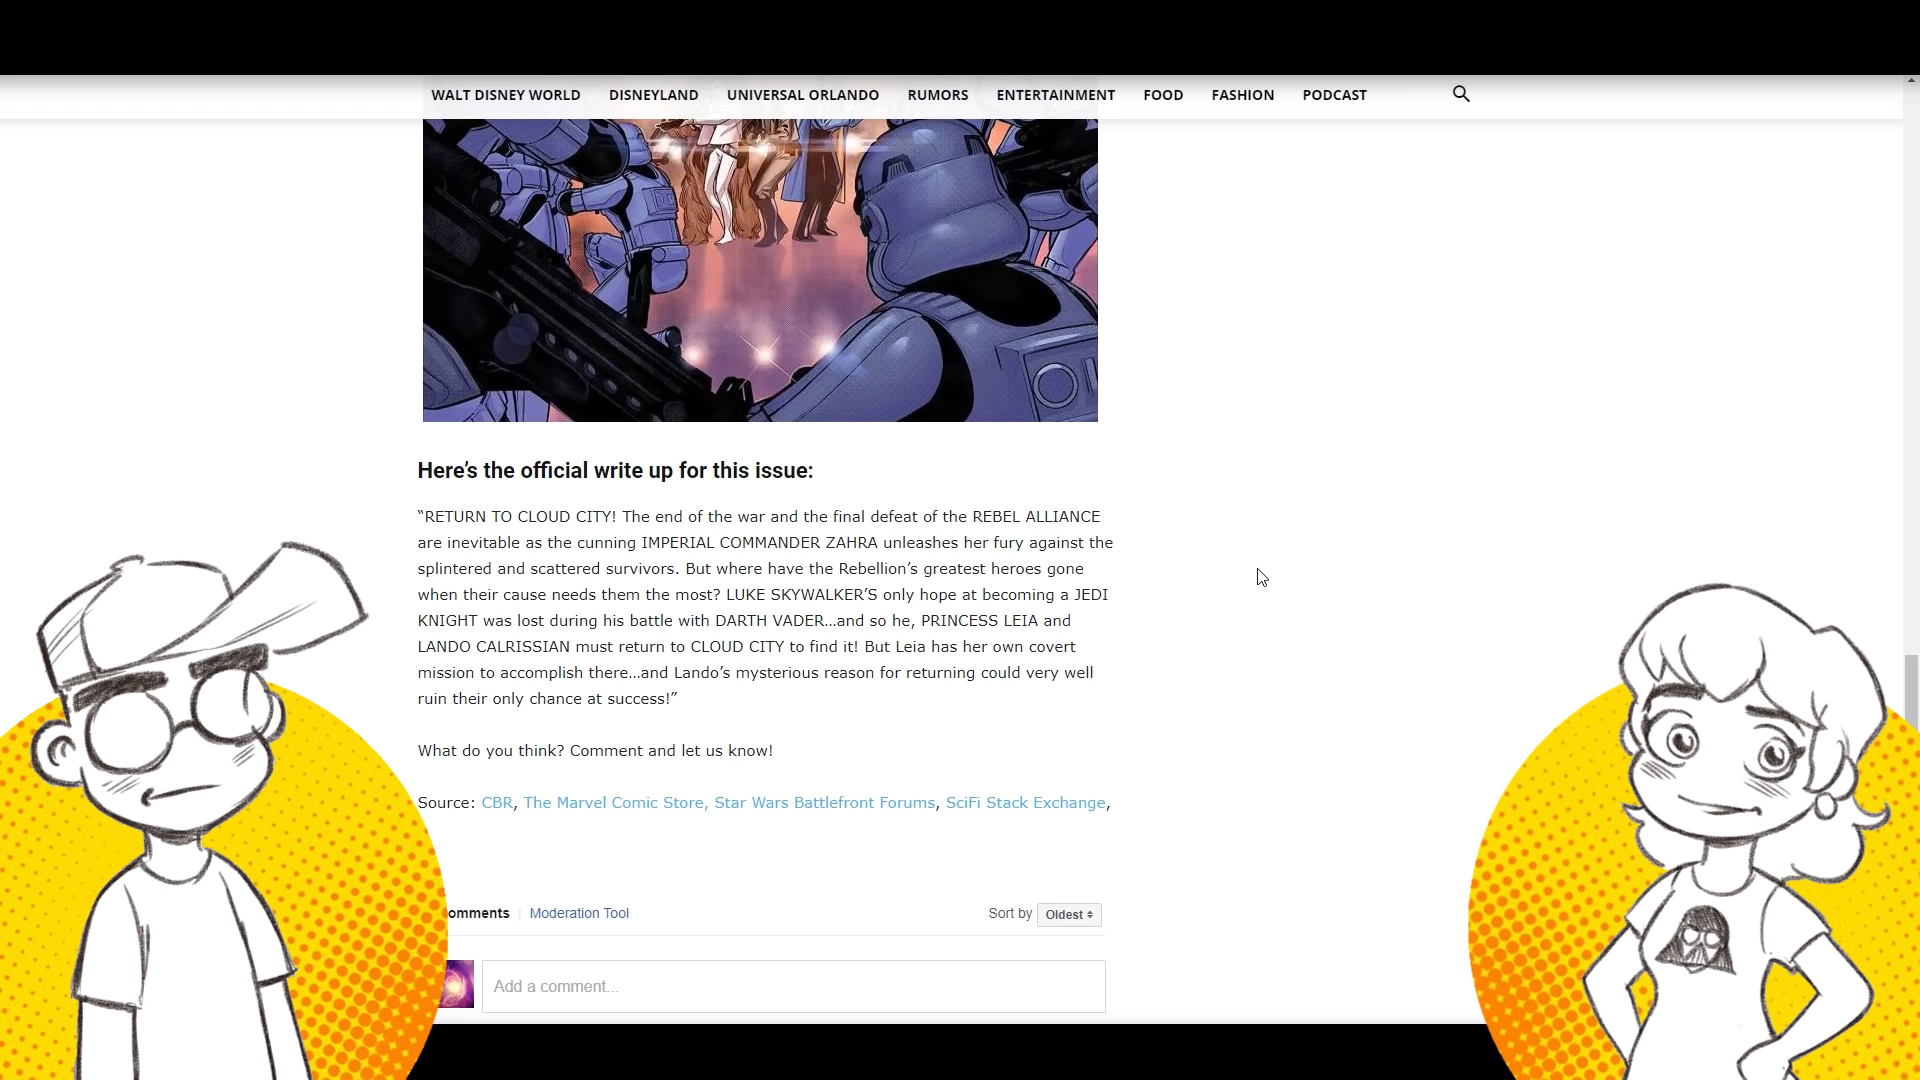 WALT DISNEY WORLD DISNEYLAND UNIVERSAL ORLANDO RUMORS ENTERTAINMENT FOOD FASHION PODCAST
Here’s the official write up for this issue:
“RETURN TO CLOUD CITY! The end of the war and the final defeat of the REBEL ALLIANCE
are inevitable as the cunning IMPERIAL COMMANDER ZAHRA unleashes her fury against the
splintered and scattered survivors. But where have the Rebellion’s greatest heroes gone
when their cause needs them the most? LUKE SKYWALKER’S only hope at becoming a JEDI
KNIGHT was lost during his battle with DARTH VADER…and so he, PRINCESS LEIA and
LANDO CALRISSIAN must return to CLOUD CITY to find it! But Leia has her own covert
mission to accomplish there…and Lando’s mysterious reason for returning could very well
ruin their only chance at success!”
What do you think? Comment and let us know!
Source: CBR, The Marvel Comic Store, Star Wars Battlefront Forums, SciFi Stack Exchange,
omments Moderation Tool Sort by Oldest
Add a comment...